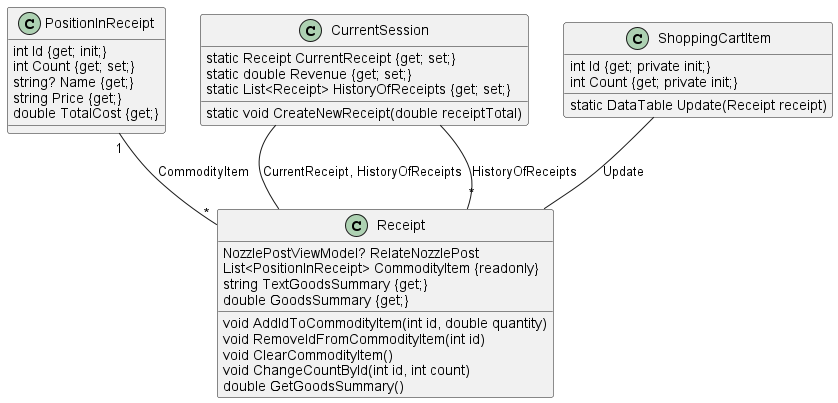 C PositionInReceipt
int Id {get; init;}
int Count {get; set;}
string? Name {get;}
string Price {get;}
double TotalCost {get;}
C CurrentSession
static Receipt CurrentReceipt {get; set;}
static double Revenue {get; set;}
static List<Receipt> HistoryOfReceipts {get; set;}
static void CreateNewReceipt(double receiptTotal)
C ShoppingCartItem
int Id {get; private init;}
int Count {get; private init;}
static DataTable Update(Receipt receipt)
1
CommodityItem
*
CurrentReceipt, HistoryOfReceipts
HistoryOfReceipts
*
Update
C Receipt
NozzlePostViewModel? RelateNozzlePost
List<PositionInReceipt> CommodityItem {readonly}
string TextGoodsSummary {get;}
double GoodsSummary {get;}
void AddIdToCommodityItem(int id, double quantity)
void RemoveIdFromCommodityItem(int id)
void ClearCommodityItem()
void ChangeCountById(int id, int count)
double GetGoodsSummary()